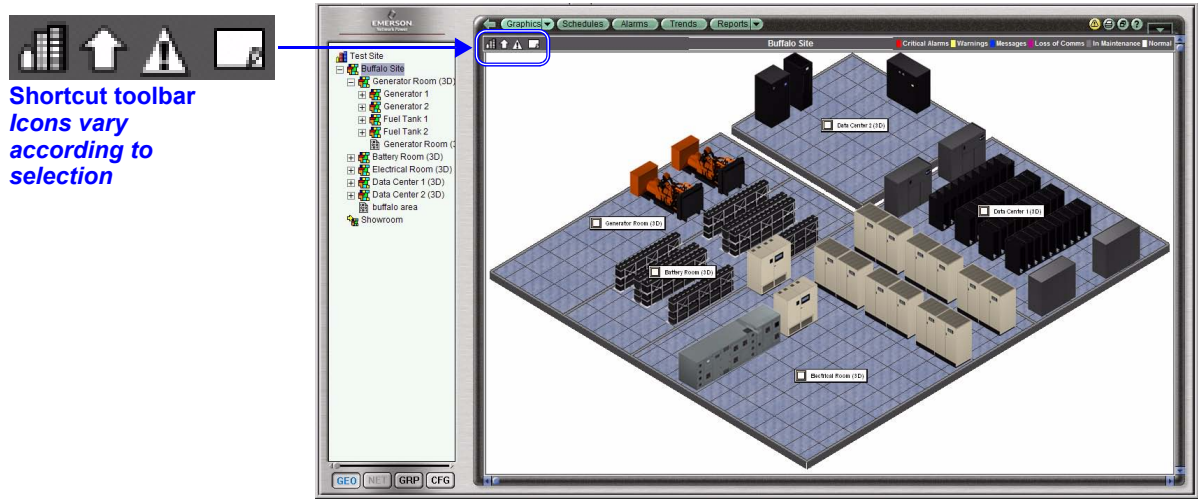 Shortcut toolbar
Icons vary
according to
selection
EMERSON
Network Power
Graphics
Schedules
Alarms
Trends
Reports
Buffalo Site
Critical Alarms
Warnings
Messages
Loss of Comms
In Maintenance
Normal
Test Site
Buffalo Site
Generator Room (3D)
Generator 1
Generator 2
Fuel Tank 1
Fuel Tank 2
Generator Room (
Battery Room (3D)
Electrical Room (3D)
Data Center 1 (3D)
Data Center 2 (3D)
buffalo area
Showroom
Data Center 2 (3D)
Data Center 1 (3D)
Generator Room (3D)
Battery Room (3D)
Electrical Room (3D)
GEO
NET
GRP
CFG